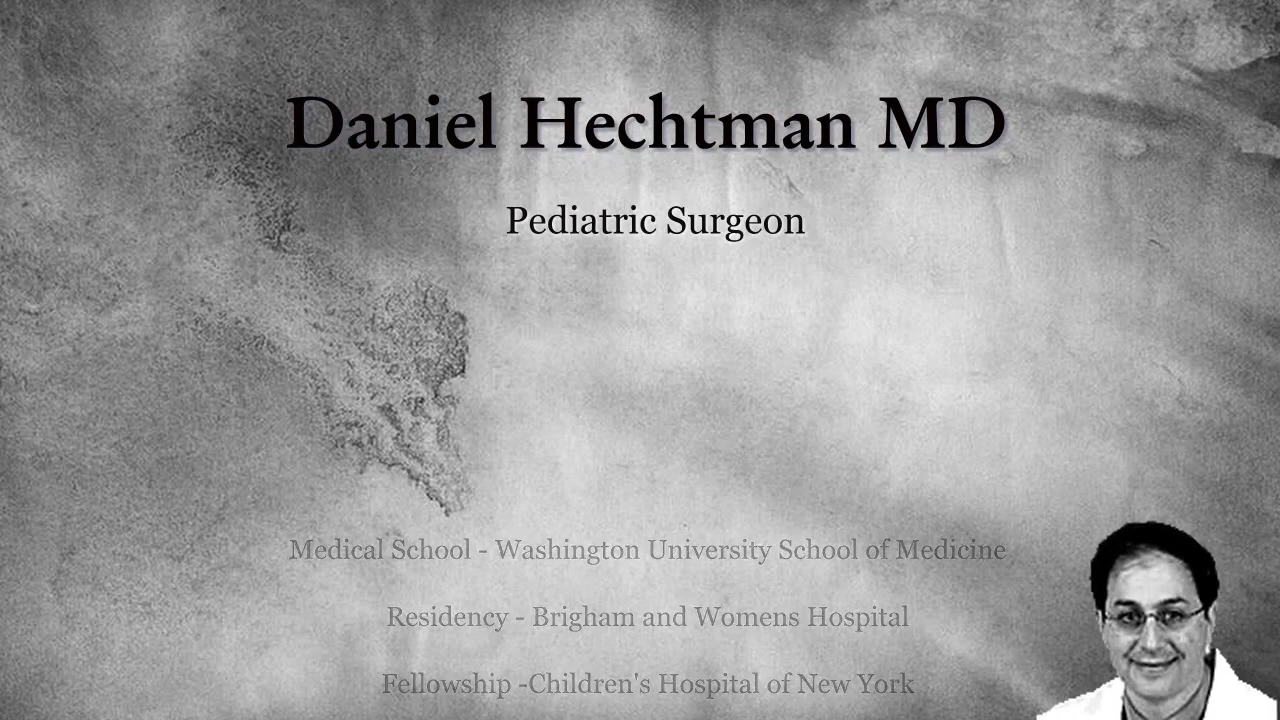 Daniel Hechtman MD
Pediatric Surgeon
Medical School - Washington University School of Medicine
Residency - Brigham and Womens Hospital
Fellowship -Children's Hospital of New York